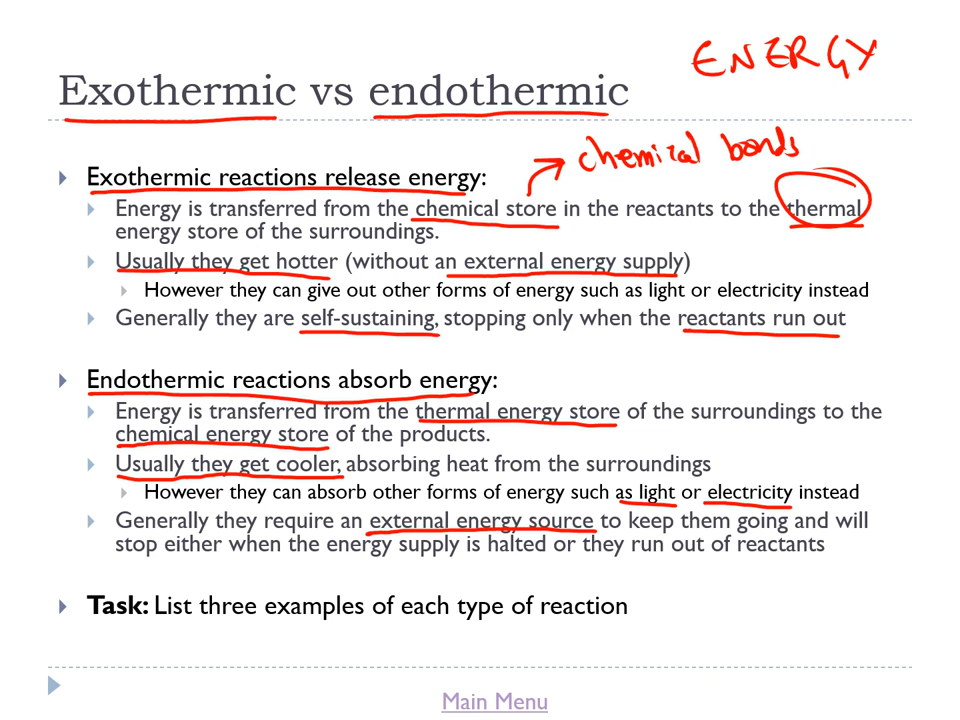 ENERGY
Exothermic vs endothermic
chemical bonds
Exothermic reactions release energy:
Energy is transferred from the chemical store in the reactants to the thermal
energy store of the surroundings.
Usually they get hotter (without an external energy supply)
However they can give out other forms of energy such as light or electricity instead
Generally they are self-sustaining, stopping only when the reactants run out
Endothermic reactions absorb energy:
Energy is transferred from the thermal energy store of the surroundings to the
chemical energy store of the products.
Usually they get cooler, absorbing heat from the surroundings
However they can absorb other forms of energy such as light or electricity instead
Generally they require an external energy source to keep them going and will
stop either when the energy supply is halted or they run out of reactants
Task: List three examples of each type of reaction
Main Menu